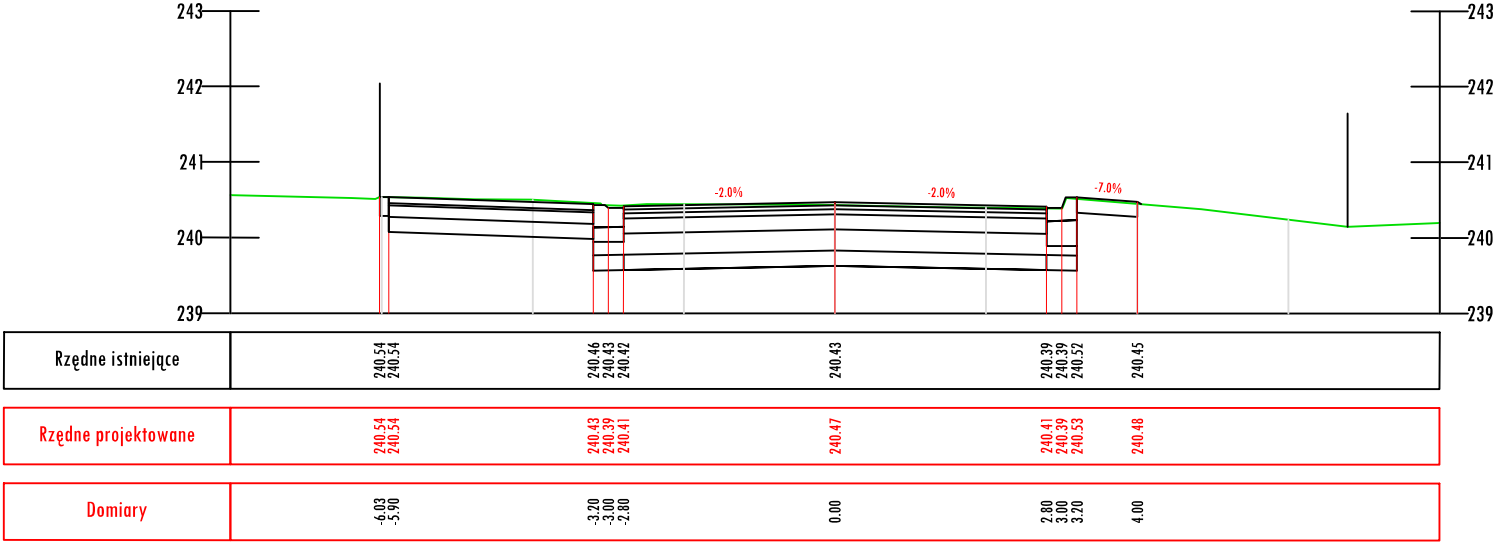 243 243
242 242
241 241
-2.0% -2.0% -7.0%
240 240
239 239
Rzędne istniejące 240.54 240.54 240.46 240.43 240.42 240.43 240.39 240.39 240.52 240.45
Rzędne projektowane 240.54 240.54 240.43 240.39 240.41 240.47 240.41 240.39 240.53 240.48
Domiary -6.03 -5.90 -3.20 -3.00 -2.80 0.00 2.80 3.00 3.20 4.00